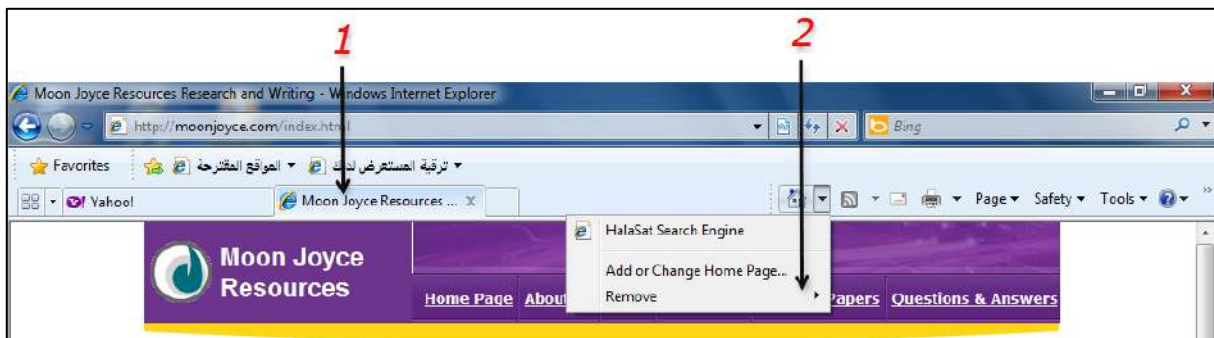 1
2
Moon Joyce Resources Research and Writing - Windows Internet Explorer
http://moonjoyce.com/index.html
Bing
Favorites
المواقع المقترحة
ترقية المستعرض لديك
Yahoo!
Moon Joyce Resources ... x
Page
Safety
Tools
Moon Joyce
Resources
HalaSat Search Engine
Add or Change Home Page...
Remove
Home Page
Papers
Questions & Answers